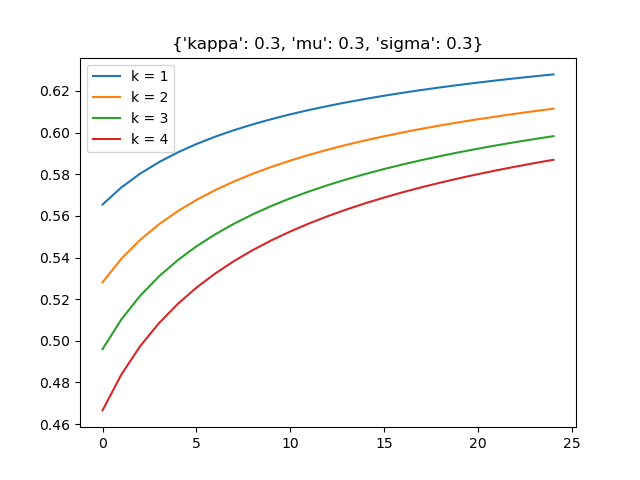 {'kappa': 0.3, 'mu': 0.3, 'sigma': 0.3}
k = 1
k = 2
k = 3
k = 4
0.62
0.60
0.58
0.56
0.54
0.52
0.50
0.48
0.46
0 5 10 15 20 25